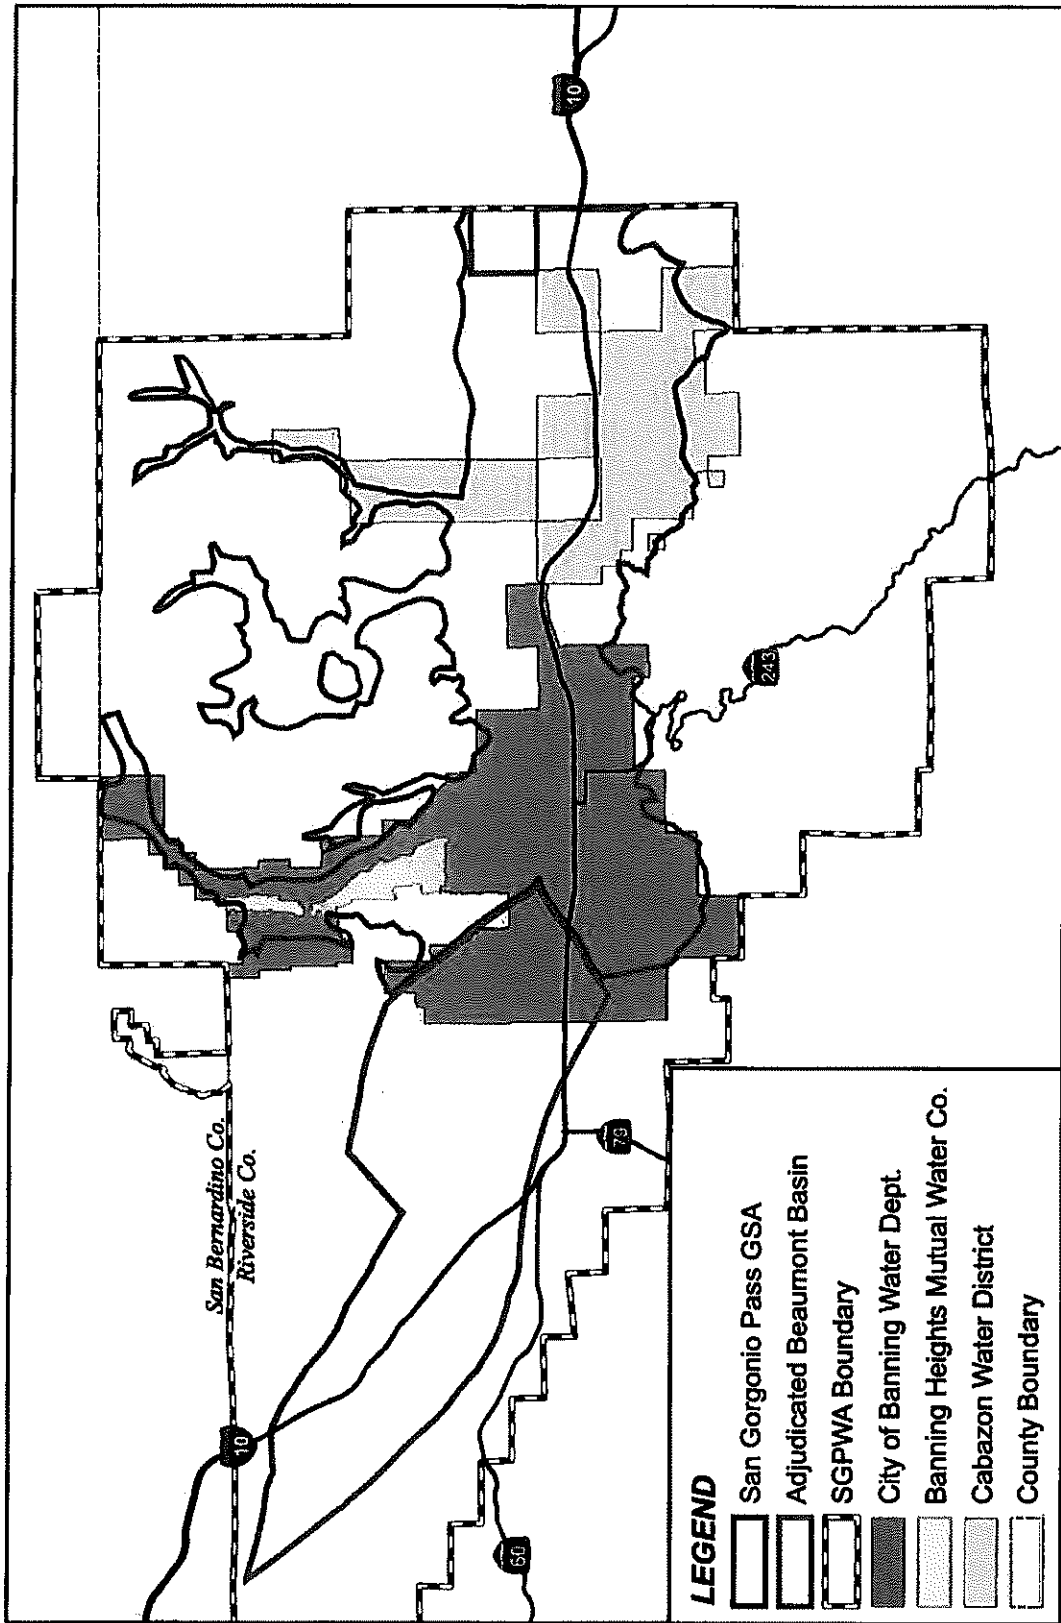 San Bernardino Co.
Riverside Co.
10
10
79
60
243
LEGEND
San Gorgonio Pass GSA
Adjudicated Beaumont Basin
SGPWA Boundary
City of Banning Water Dept.
Banning Heights Mutual Water Co.
Cabazon Water District
County Boundary